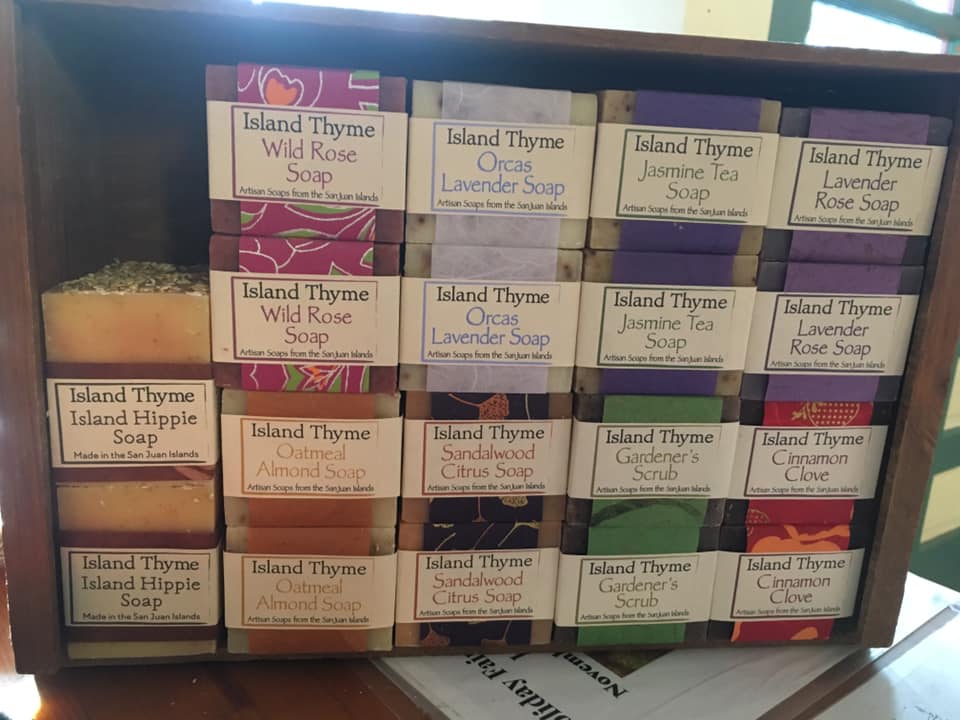 Island Thyme
Wild Rose
Soap
Artisan Soaps from the San Juan Islands
Island Thyme
Orcas
Lavender Soap
Artisan Soaps from the San Juan Islands
Island Thyme
Jasmine Tea
Soap
Artisan Soaps from the San Juan Islands
Island Thyme
Lavender
Rose Soap
Artisan Soaps from the San Juan Islands
Island Thyme
Wild Rose
Soap
Artisan Soaps from the San Juan Islands
Island Thyme
Orcas
Lavender Soap
Artisan Soaps from the San Juan Islands
Island Thyme
Jasmine Tea
Soap
Artisan Soaps from the San Juan Islands
Island Thyme
Lavender
Rose Soap
Artisan Soaps from the San Juan Islands
Island Thyme
Island Hippie
Soap
Made in the San Juan Islands
Island Thyme
Oatmeal
Almond Soap
Artisan Soaps from the San Juan Islands
Island Thyme
Sandalwood
Citrus Soap
Artisan Soaps from the San Juan Islands
Island Thyme
Gardener's
Scrub
Artisan Soaps from the San Juan Islands
Island Thyme
Cinnamon
Clove
Artisan Soaps from the San Juan Islands
Island Thyme
Island Hippie
Soap
Made in the San Juan Islands
Island Thyme
Oatmeal
Almond Soap
Artisan Soaps from the San Juan Islands
Island Thyme
Sandalwood
Citrus Soap
Artisan Soaps from the San Juan Islands
Island Thyme
Gardener's
Scrub
Artisan Soaps from the San Juan Islands
Island Thyme
Cinnamon
Clove
Artisan Soaps from the San Juan Islands